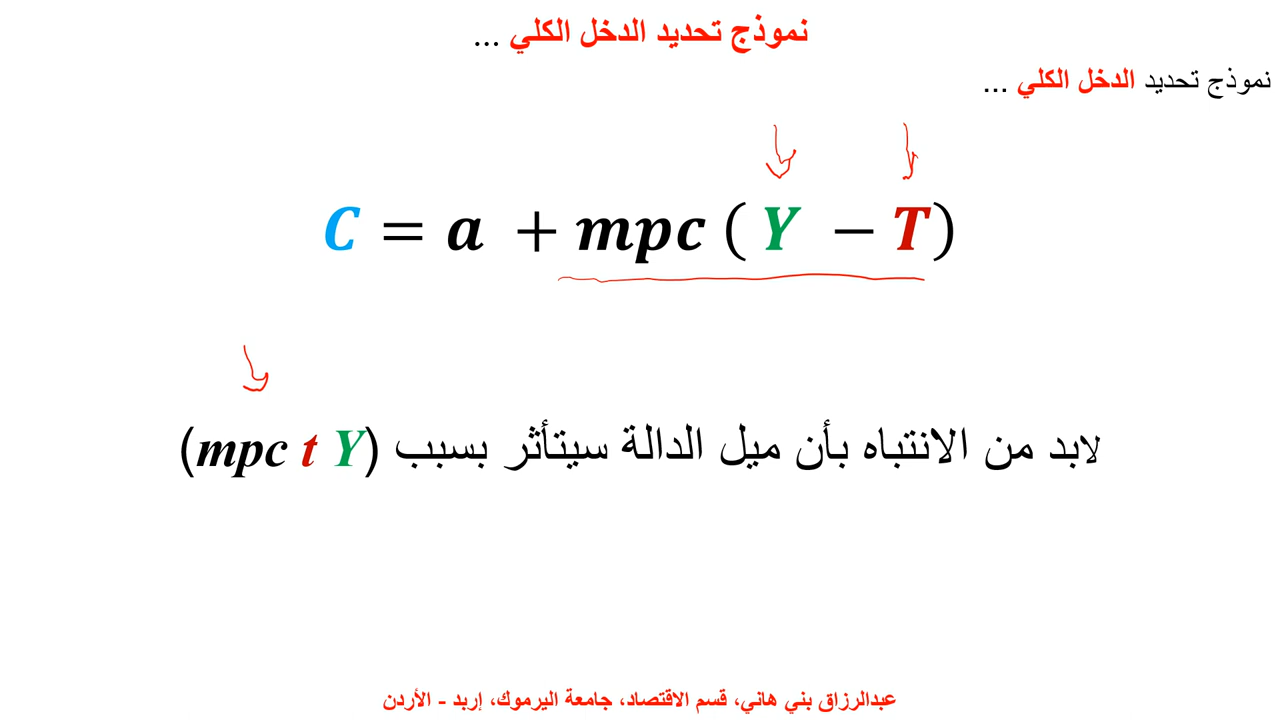 نموذج تحديد الدخل الكلي ...
نموذج تحديد الدخل الكلي ...
C = a + mpc ( Y − T)
لابد من الانتباه بأن ميل الدالة سيتأثر بسبب (mpc t Y)
عبدالرزاق بني هاني، قسم الاقتصاد، جامعة اليرموك، إربد - الأردن